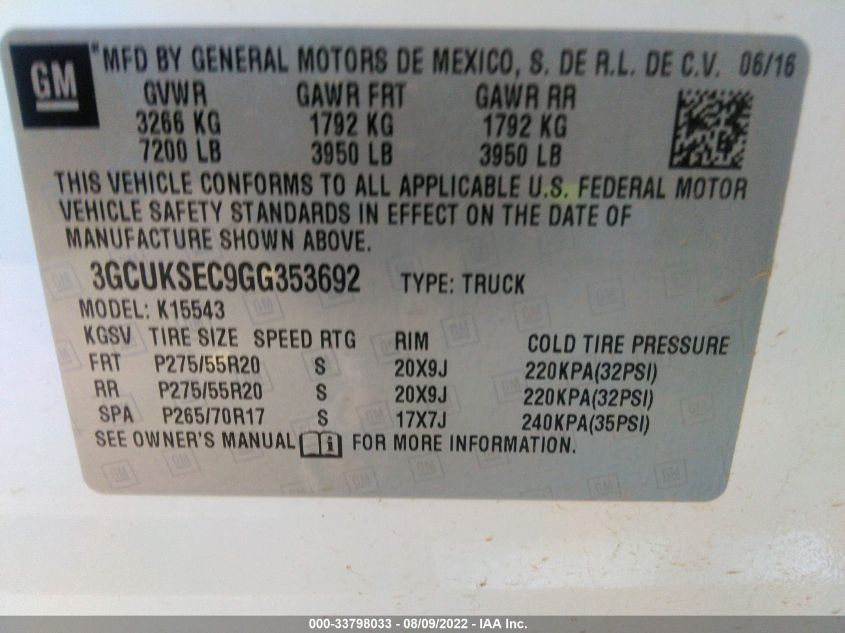 GM
MFD BY GENERAL MOTORS DE MEXICO, S. DE R.L. DE C.V. 06/16
GVWR GAWR FRT GAWR RR
3266 KG 1792 KG 1792 KG
7200 LB 3950 LB 3950 LB
THIS VEHICLE CONFORMS TO ALL APPLICABLE U.S. FEDERAL MOTOR
VEHICLE SAFETY STANDARDS IN EFFECT ON THE DATE OF
MANUFACTURE SHOWN ABOVE.
3GCUKSEC9GG353692 TYPE: TRUCK
MODEL: K15543
KGSV TIRE SIZE SPEED RTG RIM COLD TIRE PRESSURE
FRT P275/55R20 S 20X9J 220KPA(32PSI)
RR P275/55R20 S 20X9J 220KPA(32PSI)
SPA P265/70R17 S 17X7J 240KPA(35PSI)
SEE OWNER'S MANUAL i FOR MORE INFORMATION.
000-33798033 - 08/09/2022 - IAA Inc.